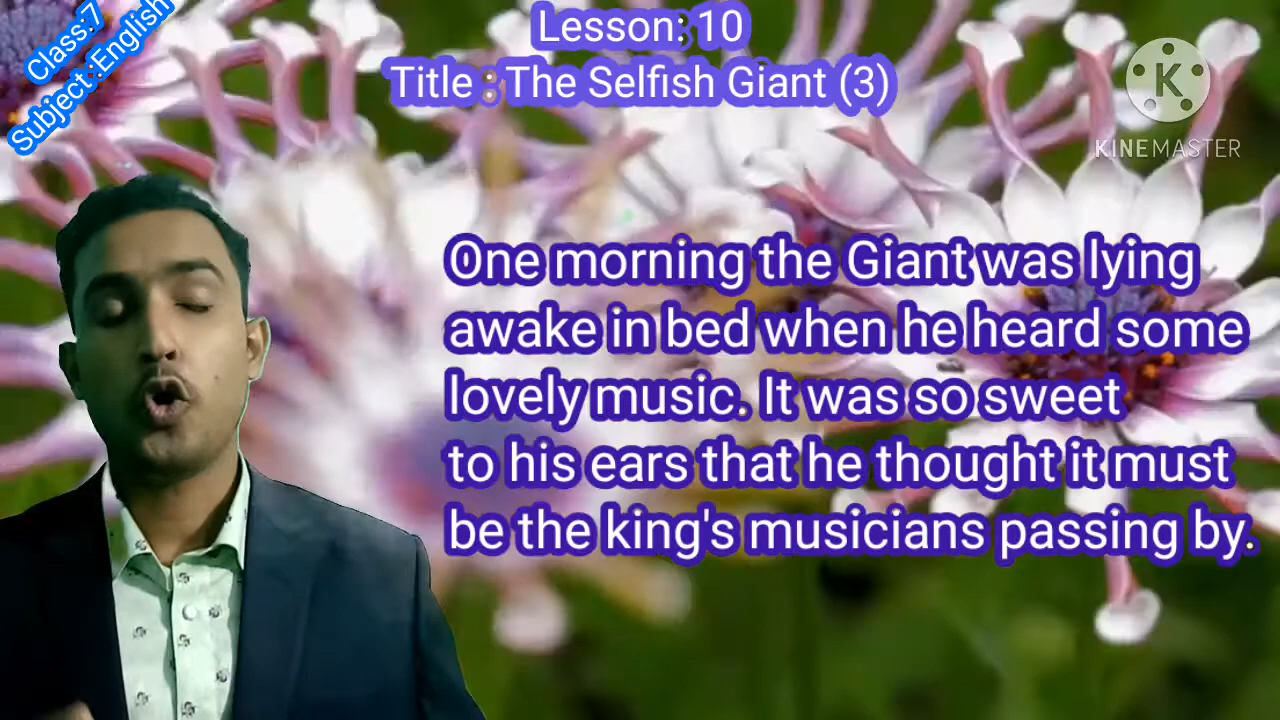 Class:7
Subject :English
Lesson: 10
Title : The Selfish Giant (3)
K
KINEMASTER
One morning the Giant was lying
awake in bed when he heard some
lovely music. It was so sweet
to his ears that he thought it must
be the king's musicians passing by.